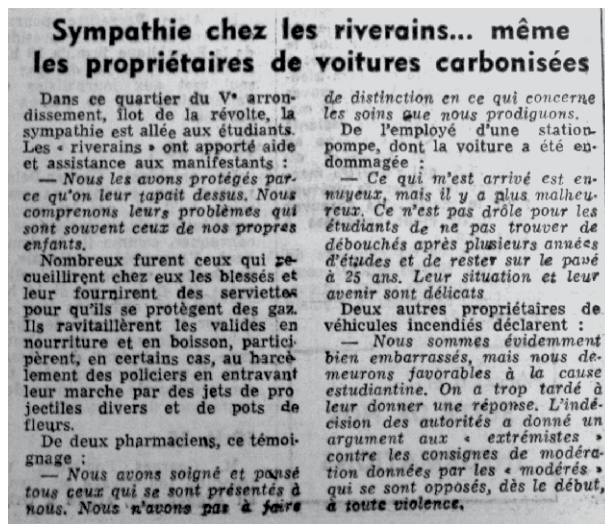 Sympathie chez les riverains... même
les propriétaires de voitures carbonisées
Dans ce quartier du Vᵉ arron-
dissement, îlot de la révolte, la
sympathie est allée aux étudiants.
Les « riverains » ont apporté aide
et assistance aux manifestants :
— Nous les avons protégés par-
ce qu'on leur tapait dessus. Nous
comprenons leurs problèmes qui
sont souvent ceux de nos propres
enfants.
Nombreux furent ceux qui re-
cueillirent chez eux les blessés et
leur fournirent des serviettes
pour qu'ils se protègent des gaz.
Ils ravitaillèrent les valides en
nourriture et en boisson, partici-
pèrent, en certains cas, au harcè-
lement des policiers en entravant
leur marche par des jets de pro
jectiles divers et de pots de
fleurs.
De deux pharmaciens, ce témoi-
gnage :
— Nous avons soigné et pansé
tous ceux qui se sont présentés à
nous. Nous n'avons pas à faire
de distinction en ce qui concerne
les soins que nous prodiguons.
De l'employé d'une station-
pompe, dont la voiture a été en-
dommagée :
— Ce qui m'est arrivé est en-
nuyeux, mais il y a plus malheu-
reux. Ce n'est pas drôle pour les
étudiants de ne pas trouver de
débouchés après plusieurs années
d'études et de rester sur le pavé
à 25 ans. Leur situation et leur
avenir sont délicats
Deux autres propriétaires de
véhicules incendiés déclarent :
— Nous sommes évidemment
bien embarrassés, mais nous de-
meurons favorables à la cause
estudiantine. On a trop tardé à
leur donner une réponse. L'indé-
cision des autorités a donné un
argument aux « extrémistes »
contre les consignes de modéra-
tion données par les « modérés »
qui se sont opposés, dès le début,
à toute violence.